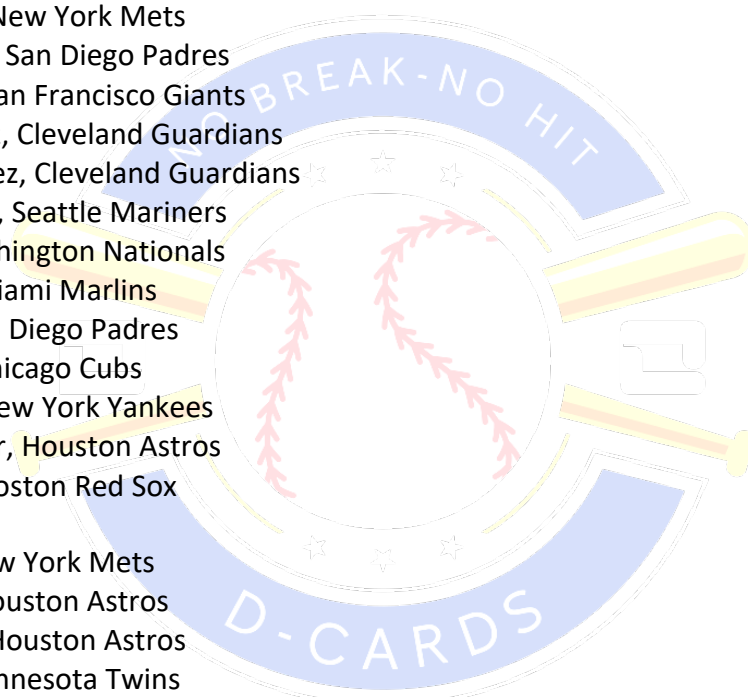 New York Mets
San Diego Padres
an Francisco Giants
, Cleveland Guardians
ez, Cleveland Guardians
, Seattle Mariners
hington Nationals
iami Marlins
Diego Padres
hicago Cubs
ew York Yankees
r, Houston Astros
oston Red Sox
w York Mets
ouston Astros
Houston Astros
nnesota Twins
NO BREAK-NO HIT
D-CARDS